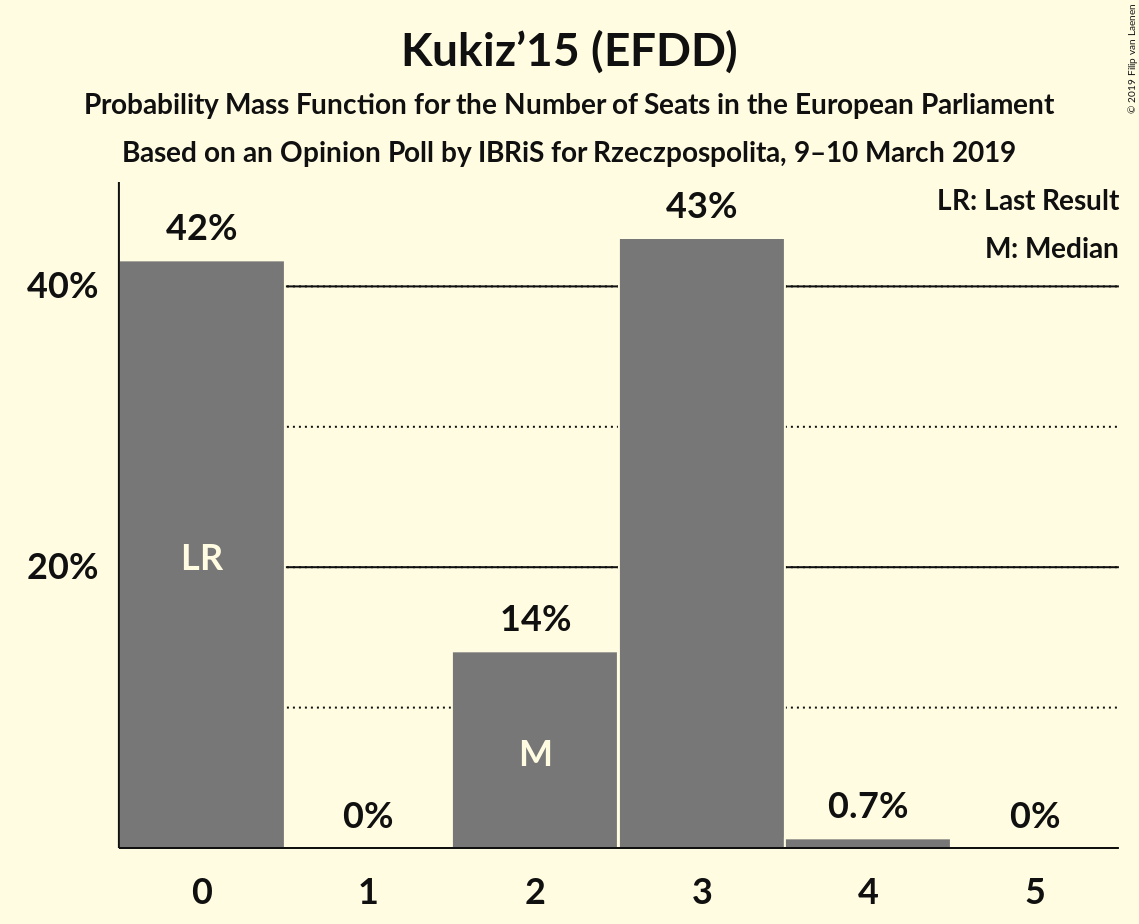 Kukiz’15 (EFDD)
Probability Mass Function for the Number of Seats in the European Parliament
Based on an Opinion Poll by IBRiS for Rzeczpospolita, 9–10 March 2019
© 2019 Filip van Laenen
LR: Last Result
M: Median
42%
43%
40%
LR
20%
14%
M
0%
0.7%
0%
0 1 2 3 4 5